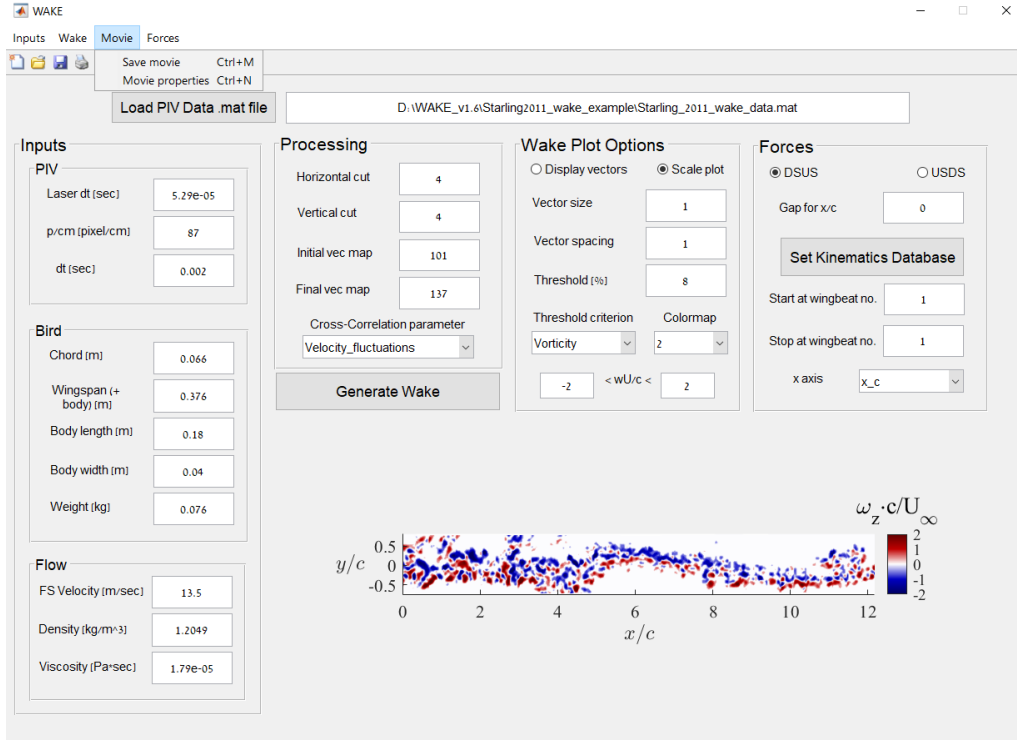 WAKE
Inputs Wake Movie Forces
Save movie Ctrl+M
Movie properties Ctrl+N
Load PIV Data .mat file D:\WAKE_v1.6\Starling2011_wake_example\Starling_2011_wake_data.mat
Inputs
PIV
Laser dt [sec] 5.29e-05
p/cm [pixel/cm] 87
dt [sec] 0.002
Bird
Chord [m] 0.066
Wingspan (+
body) [m] 0.376
Body length [m] 0.18
Body width [m] 0.04
Weight [kg] 0.076
Flow
FS Velocity [m/sec] 13.5
Density [kg/m^3] 1.2049
Viscosity [Pa*sec] 1.79e-05
Processing
Horizontal cut 4
Vertical cut 4
Initial vec map 101
Final vec map 137
Cross-Correlation parameter
Velocity_fluctuations
Generate Wake
Wake Plot Options
Display vectors Scale plot
Vector size 1
Vector spacing 1
Threshold [%] 8
Threshold criterion Colormap
Vorticity 2
-2 < wU/c < 2
Forces
DSUS USDS
Gap for x/c 0
Set Kinematics Database
Start at wingbeat no. 1
Stop at wingbeat no. 1
x axis x_c
ω_z·c/U_∞
y/c
0.5
0
-0.5
0 2 4 6 8 10 12
x/c
2
1
0
-1
-2